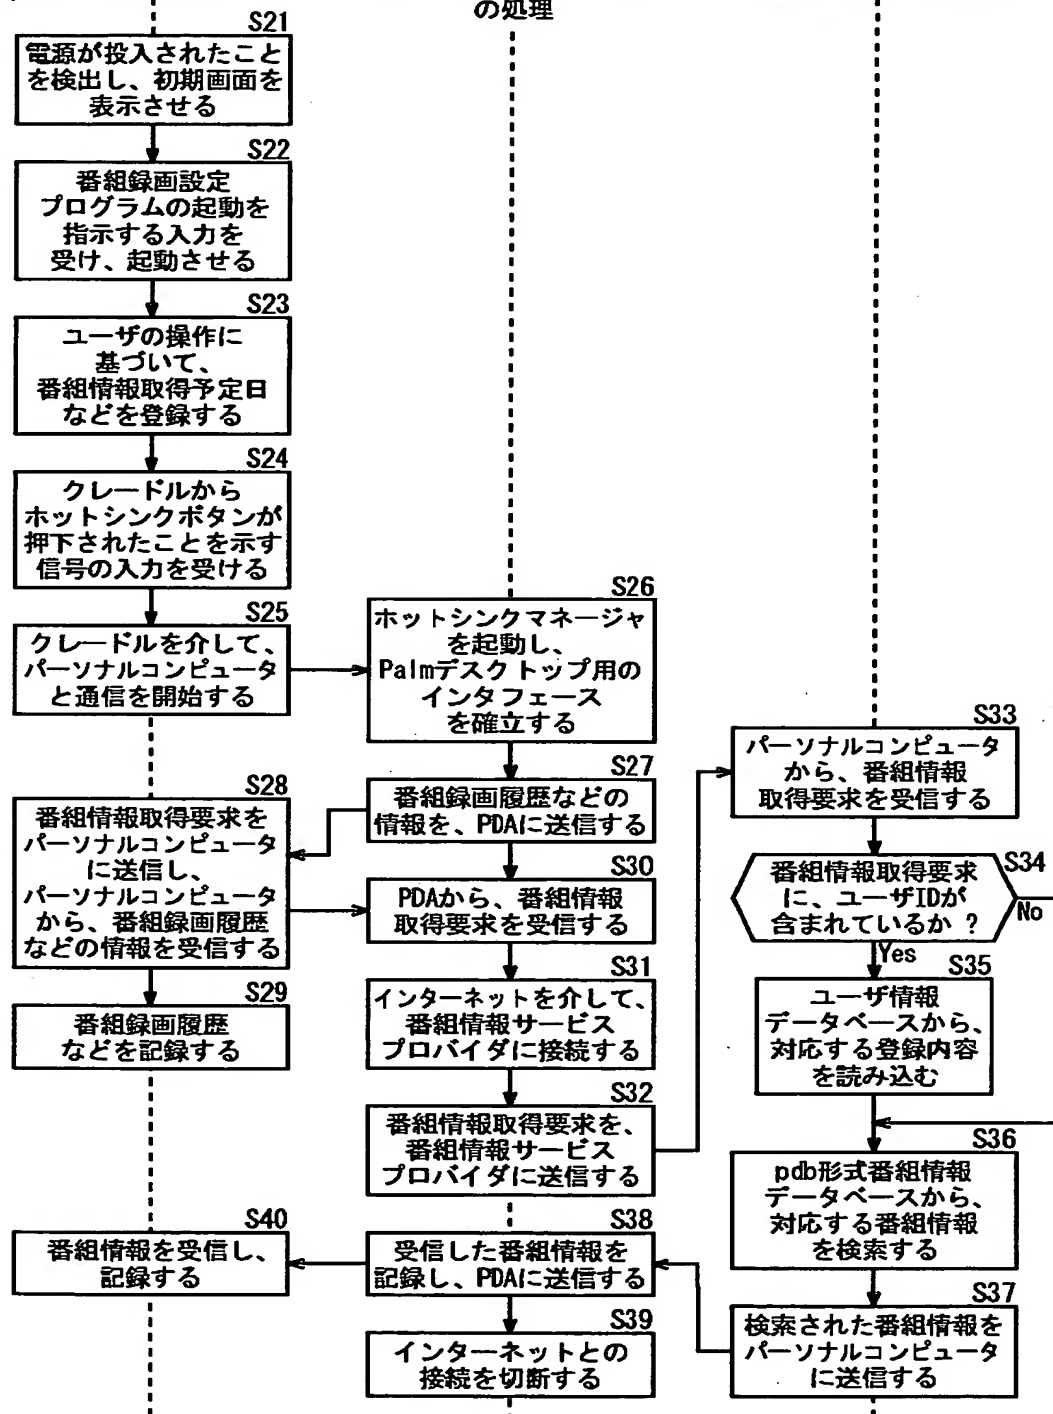 の処理
S21
電源が投入されたこと
を検出し、初期画面を
表示させる
S22
番組録画設定
プログラムの起動を
指示する入力を
受け、起動させる
S23
ユーザの操作に
基づいて、
番組情報取得予定日
などを登録する
S24
クレードルから
ホットシンクボタンが
押下されたことを示す
信号の入力を受ける
S25
クレードルを介して、
パーソナルコンピュータ
と通信を開始する
S26
ホットシンクマネージャ
を起動し、
Palmデスクトップ用の
インタフェース
を確立する
S27
番組録画履歴などの
情報を、PDAに送信する
S28
番組情報取得要求を
パーソナルコンピュータ
に送信し、
パーソナルコンピュータ
から、番組録画履歴
などの情報を受信する
S29
番組録画履歴
などを記録する
S30
PDAから、番組情報
取得要求を受信する
S31
インターネットを介して、
番組情報サービス
プロバイダに接続する
S32
番組情報取得要求を、
番組情報サービス
プロバイダに送信する
S33
パーソナルコンピュータ
から、番組情報
取得要求を受信する
S34
番組情報取得要求
に、ユーザIDが
含まれているか ?
No
Yes
S35
ユーザ情報
データベースから、
対応する登録内容
を読み込む
S36
pdb形式番組情報
データベースから、
対応する番組情報
を検索する
S37
検索された番組情報を
パーソナルコンピュータ
に送信する
S38
受信した番組情報を
記録し、PDAに送信する
S39
インターネットとの
接続を切断する
S40
番組情報を受信し、
記録する